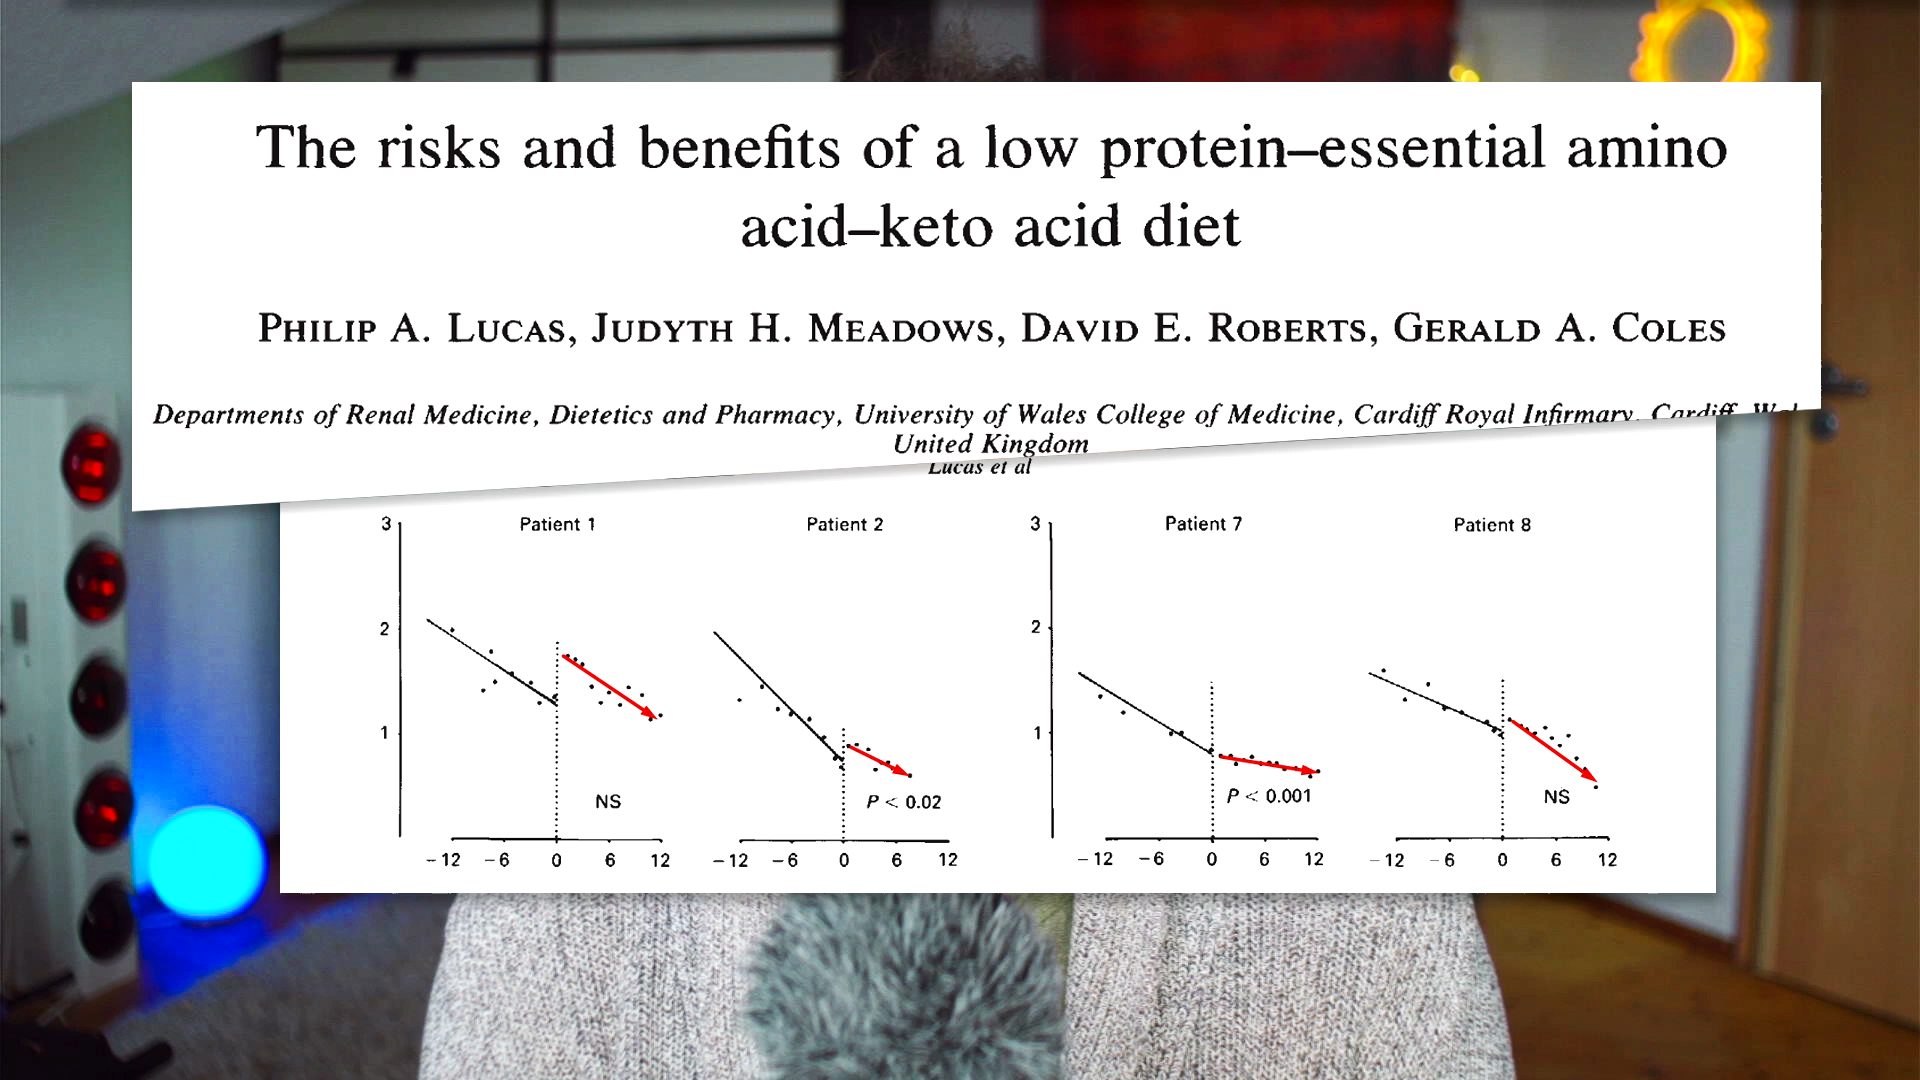 The risks and benefits of a low protein–essential amino
acid–keto acid diet
PHILIP A. LUCAS, JUDYTH H. MEADOWS, DAVID E. ROBERTS, GERALD A. COLES
Departments of Renal Medicine, Dietetics and Pharmacy, University of Wales College of Medicine, Cardiff Royal Infirmary, Cardiff,
United Kingdom
Lucas et al
Patient 1 Patient 2 Patient 7 Patient 8
3 3
2 2
1 1
NS P < 0.02 P < 0.001 NS
–12 –6 0 6 12 –12 –6 0 6 12 –12 –6 0 6 12 –12 –6 0 6 12